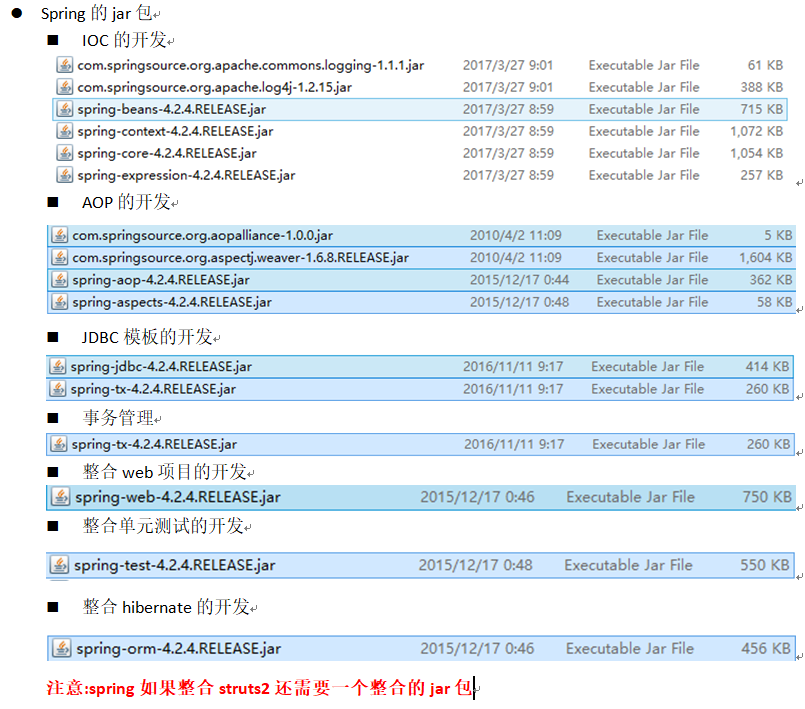 ● Spring 的 jar 包
■ IOC 的开发
com.springsource.org.apache.commons.logging-1.1.1.jar 2017/3/27 9:01 Executable Jar File 61 KB
com.springsource.org.apache.log4j-1.2.15.jar 2017/3/27 9:01 Executable Jar File 388 KB
spring-beans-4.2.4.RELEASE.jar 2017/3/27 8:59 Executable Jar File 715 KB
spring-context-4.2.4.RELEASE.jar 2017/3/27 8:59 Executable Jar File 1,072 KB
spring-core-4.2.4.RELEASE.jar 2017/3/27 8:59 Executable Jar File 1,054 KB
spring-expression-4.2.4.RELEASE.jar 2017/3/27 8:59 Executable Jar File 257 KB
■ AOP 的开发
com.springsource.org.aopalliance-1.0.0.jar 2010/4/2 11:09 Executable Jar File 5 KB
com.springsource.org.aspectj.weaver-1.6.8.RELEASE.jar 2010/4/2 11:09 Executable Jar File 1,604 KB
spring-aop-4.2.4.RELEASE.jar 2015/12/17 0:44 Executable Jar File 362 KB
spring-aspects-4.2.4.RELEASE.jar 2015/12/17 0:48 Executable Jar File 58 KB
■ JDBC 模板的开发
spring-jdbc-4.2.4.RELEASE.jar 2016/11/11 9:17 Executable Jar File 414 KB
spring-tx-4.2.4.RELEASE.jar 2016/11/11 9:17 Executable Jar File 260 KB
■ 事务管理
spring-tx-4.2.4.RELEASE.jar 2016/11/11 9:17 Executable Jar File 260 KB
■ 整合 web 项目的开发
spring-web-4.2.4.RELEASE.jar 2015/12/17 0:46 Executable Jar File 750 KB
■ 整合单元测试的开发
spring-test-4.2.4.RELEASE.jar 2015/12/17 0:48 Executable Jar File 550 KB
■ 整合 hibernate 的开发
spring-orm-4.2.4.RELEASE.jar 2015/12/17 0:46 Executable Jar File 456 KB
注意:spring 如果整合 struts2 还需要一个整合的 jar 包